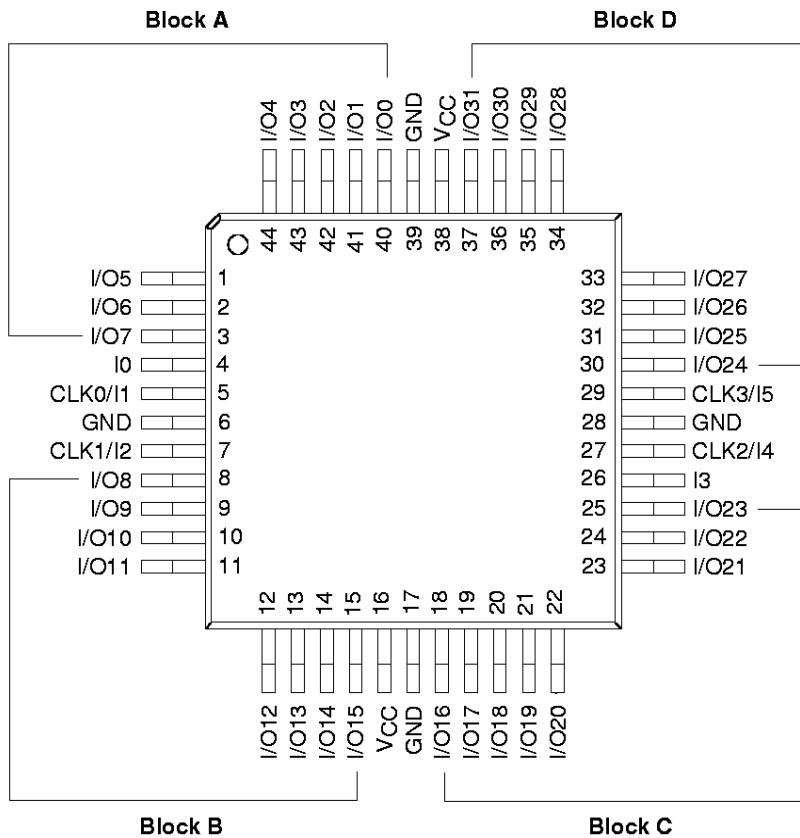 Block A
Block D
I/O4
I/O3
I/O2
I/O1
I/O0
GND
VCC
I/O31
I/O30
I/O29
I/O28
44
43
42
41
40
39
38
37
36
35
34
I/O5 1
I/O6 2
I/O7 3
I0 4
CLK0/I1 5
GND 6
CLK1/I2 7
I/O8 8
I/O9 9
I/O10 10
I/O11 11
33 I/O27
32 I/O26
31 I/O25
30 I/O24
29 CLK3/I5
28 GND
27 CLK2/I4
26 I3
25 I/O23
24 I/O22
23 I/O21
12
13
14
15
16
17
18
19
20
21
22
I/O12
I/O13
I/O14
I/O15
VCC
GND
I/O16
I/O17
I/O18
I/O19
I/O20
Block B
Block C